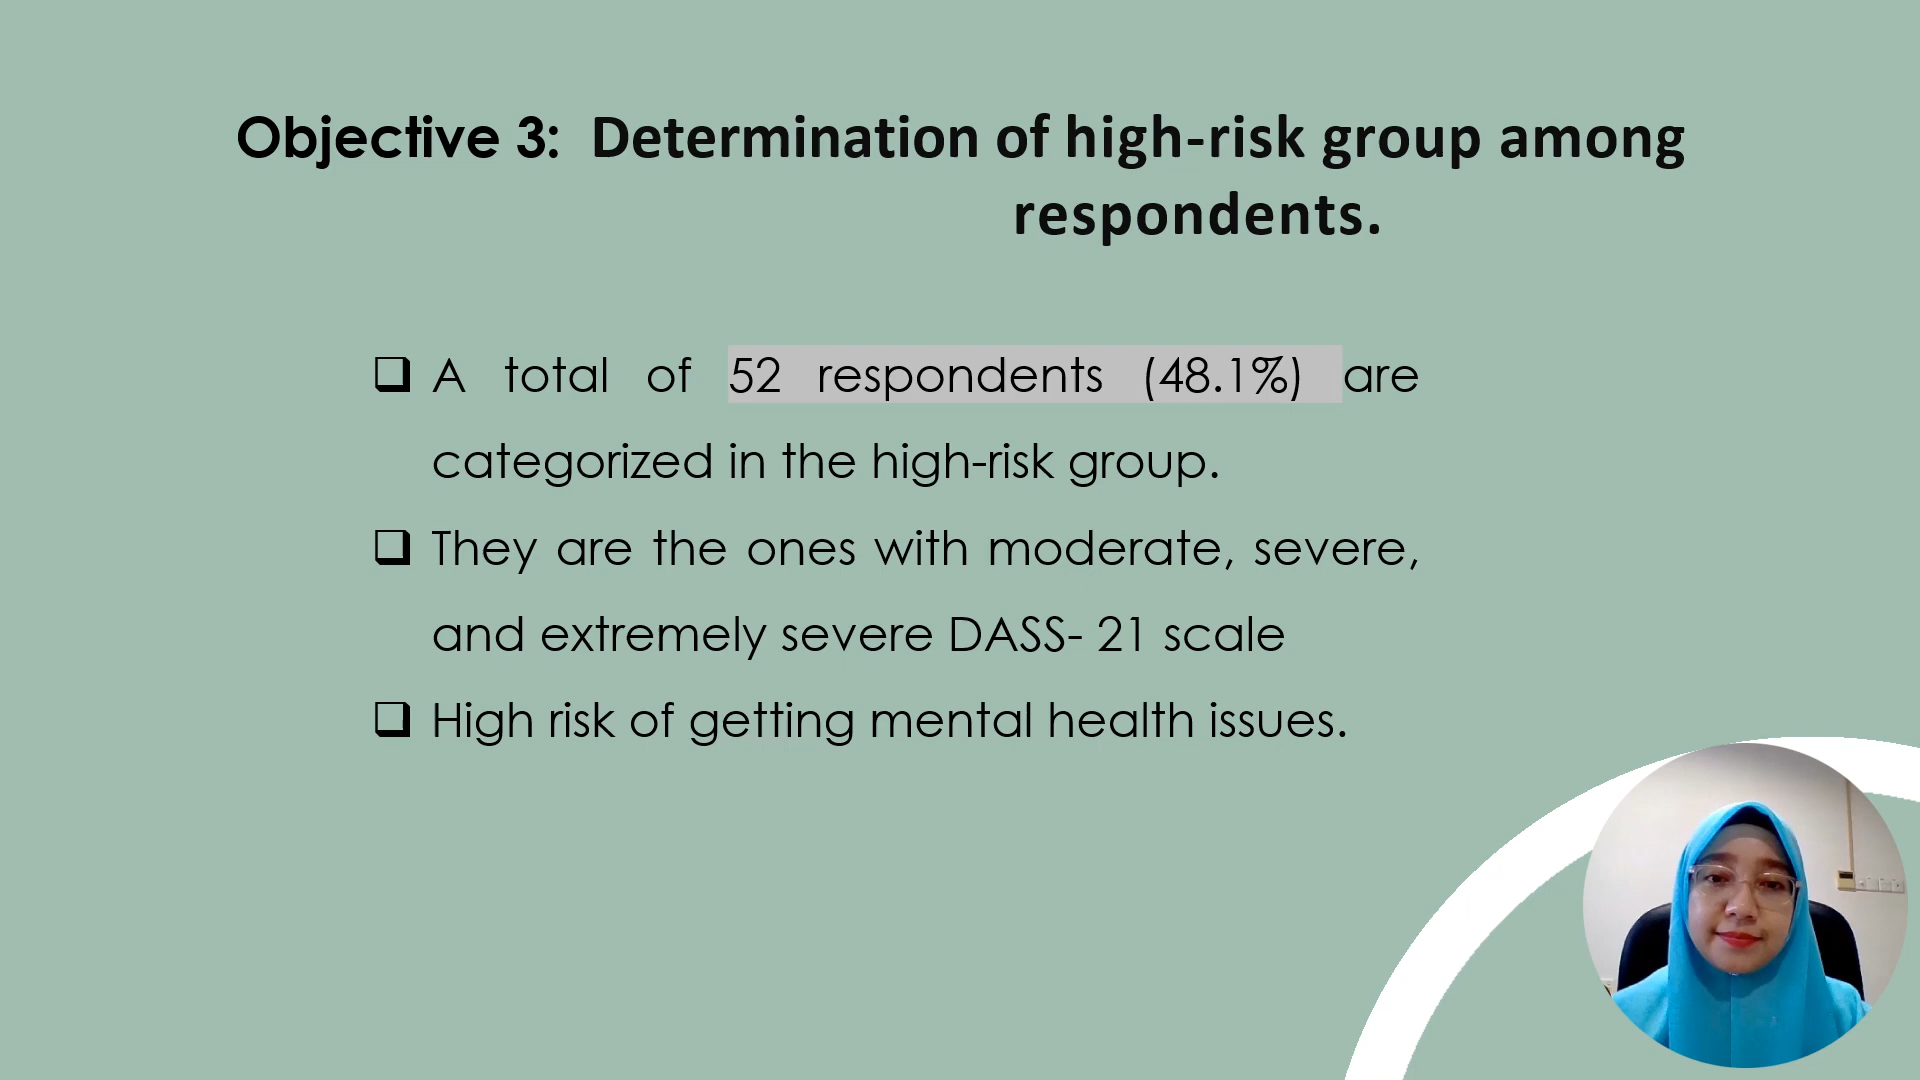 Objective 3: Determination of high-risk group among
respondents.
A total of 52 respondents (48.1%) are
categorized in the high-risk group.
They are the ones with moderate, severe,
and extremely severe DASS- 21 scale
High risk of getting mental health issues.